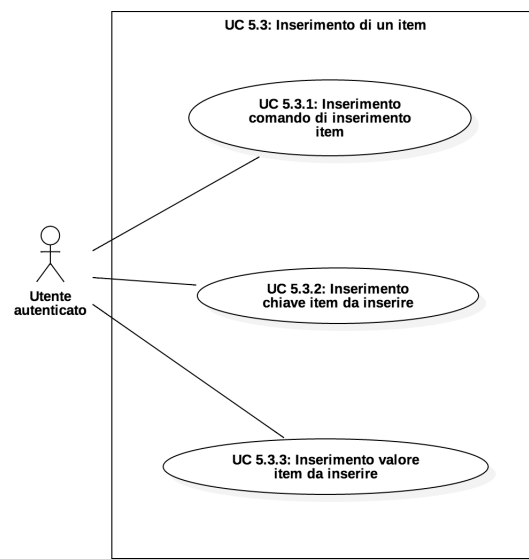 UC 5.3: Inserimento di un item
UC 5.3.1: Inserimento
comando di inserimento
item
Utente
autenticato
UC 5.3.2: Inserimento
chiave item da inserire
UC 5.3.3: Inserimento valore
item da inserire